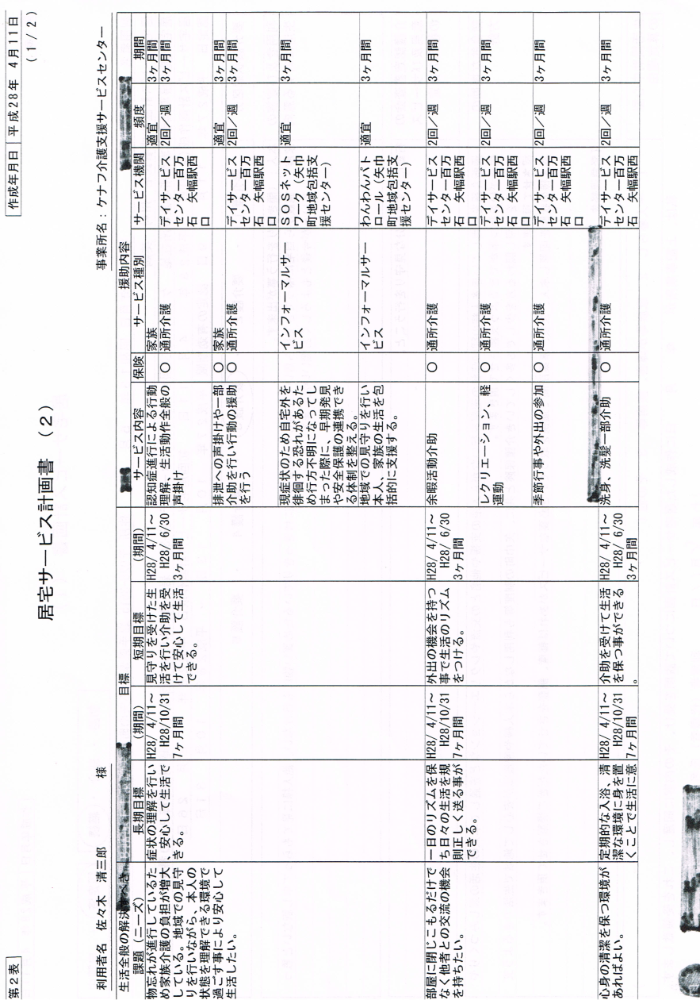 第2表
作成年月日 平成28年 4月11日
(1/2)
居宅サービス計画書 (2)
利用者名 佐々木 清三郎 様
事業所名:ケナフ介護支援サービスセンター
生活全般の解決すべき
課題(ニーズ)
目標
長期目標
(期間)
短期目標
(期間)
援助内容
サービス内容
保険
サービス種別
サービス機関
頻度
期間
物忘れが進行しているた
め家族介護の負担が増大
している。地域での見守
りを行いながら、本人の
状態を理解できる環境で
過ごす事により安心して
生活したい。
症状の理解を行い
、安心して生活で
きる。
H28/ 4/11～
H28/10/31
7ヶ月間
見守りを受けた生
活を行い介助を受
けて安心して生活
できる。
H28/ 4/11～
H28/ 6/30
3ヶ月間
認知症進行による行動
理解、生活動作全般の
声掛け
家族
適宜
3ヶ月間
○
通所介護
デイサービス
センター百万
石 矢幅駅西
口
2回/週
3ヶ月間
排泄への声掛けや一部
介助を行い行動の援助
を行う
○
家族
適宜
3ヶ月間
○
通所介護
デイサービス
センター百万
石 矢幅駅西
口
2回/週
3ヶ月間
現症状のため自宅外を
徘徊する恐れがあるた
め行方不明になってし
まった際に、早期発見
や安全保護の連携でき
る体制を整える。
インフォーマルサー
ビス
SOSネット
ワーク(矢巾
町地域包括支
援センター)
適宜
3ヶ月間
地域での見守りを行い
本人、家族の生活を包
括的に支援する。
インフォーマルサー
ビス
わんわんパト
ロール(矢巾
町地域包括支
援センター)
適宜
3ヶ月間
部屋に閉じこもるだけで
なく他者との交流の機会
を持ちたい。
一日のリズムを保
ち日々の生活を規
則正しく送る事が
できる。
H28/ 4/11～
H28/10/31
7ヶ月間
外出の機会を持つ
事で生活のリズム
をつける。
H28/ 4/11～
H28/ 6/30
3ヶ月間
余暇活動介助
○
通所介護
デイサービス
センター百万
石 矢幅駅西
口
2回/週
3ヶ月間
レクリエーション、軽
運動
○
通所介護
デイサービス
センター百万
石 矢幅駅西
口
2回/週
3ヶ月間
季節行事や外出の参加
○
通所介護
デイサービス
センター百万
石 矢幅駅西
口
2回/週
3ヶ月間
心身の清潔を保つ環境が
あればよい。
定期的な入浴、清
潔な環境に身を置
くことで生活に意
H28/ 4/11～
H28/10/31
7ヶ月間
介助を受けて生活
を保つ事ができる
。
H28/ 4/11～
H28/ 6/30
3ヶ月間
洗身、洗髪一部介助
○
通所介護
デイサービス
センター百万
石 矢幅駅西
2回/週
3ヶ月間